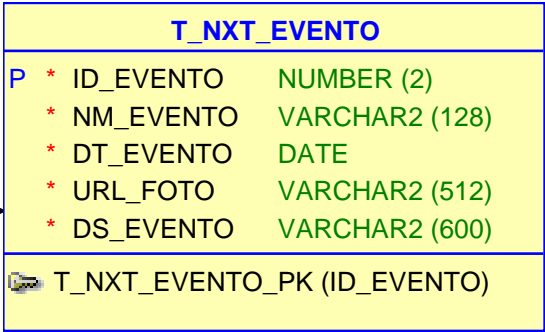 T_NXT_EVENTO
P * ID_EVENTO NUMBER (2)
* NM_EVENTO VARCHAR2 (128)
* DT_EVENTO DATE
* URL_FOTO VARCHAR2 (512)
* DS_EVENTO VARCHAR2 (600)
T_NXT_EVENTO_PK (ID_EVENTO)